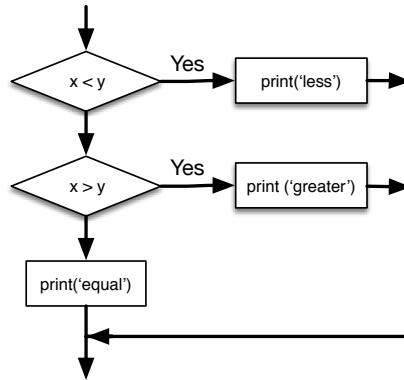 x < y
Yes
print(‘less’)
x > y
Yes
print (‘greater’)
print(‘equal’)